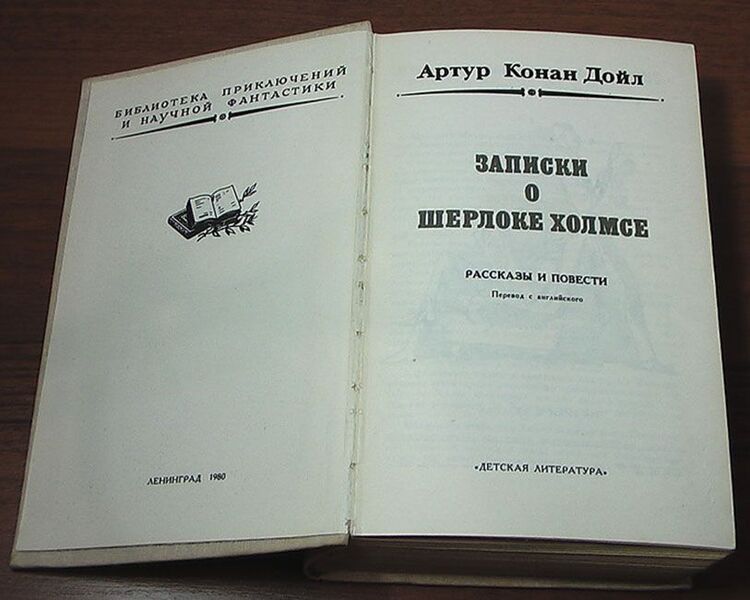 БИБЛИОТЕКА ПРИКЛЮЧЕНИЙ
И НАУЧНОЙ ФАНТАСТИКИ
ЛЕНИНГРАД 1980
Артур Конан Дойл
ЗАПИСКИ
О
ШЕРЛОКЕ ХОЛМСЕ
РАССКАЗЫ И ПОВЕСТИ
Перевод с английского
«ДЕТСКАЯ ЛИТЕРАТУРА»